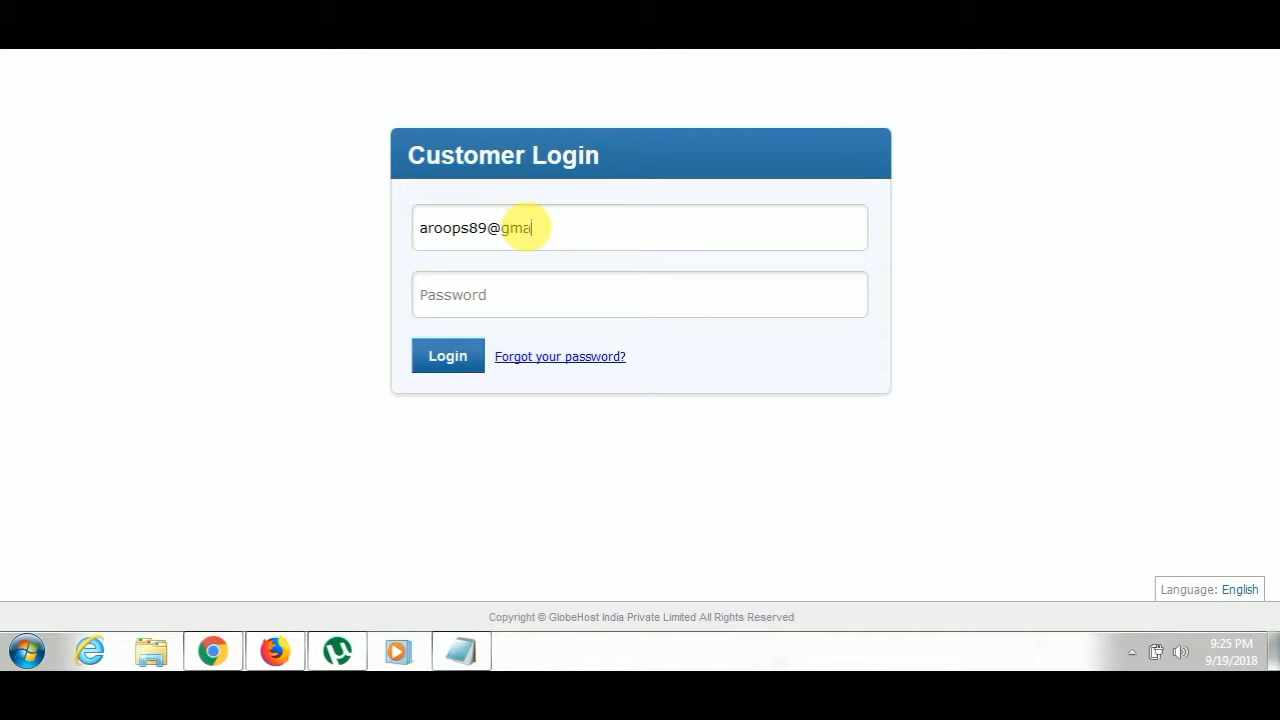 Customer Login
aroops89@gma
Password
Login
Forgot your password?
Language: English
Copyright © GlobeHost India Private Limited All Rights Reserved
9:25 PM
9/19/2018